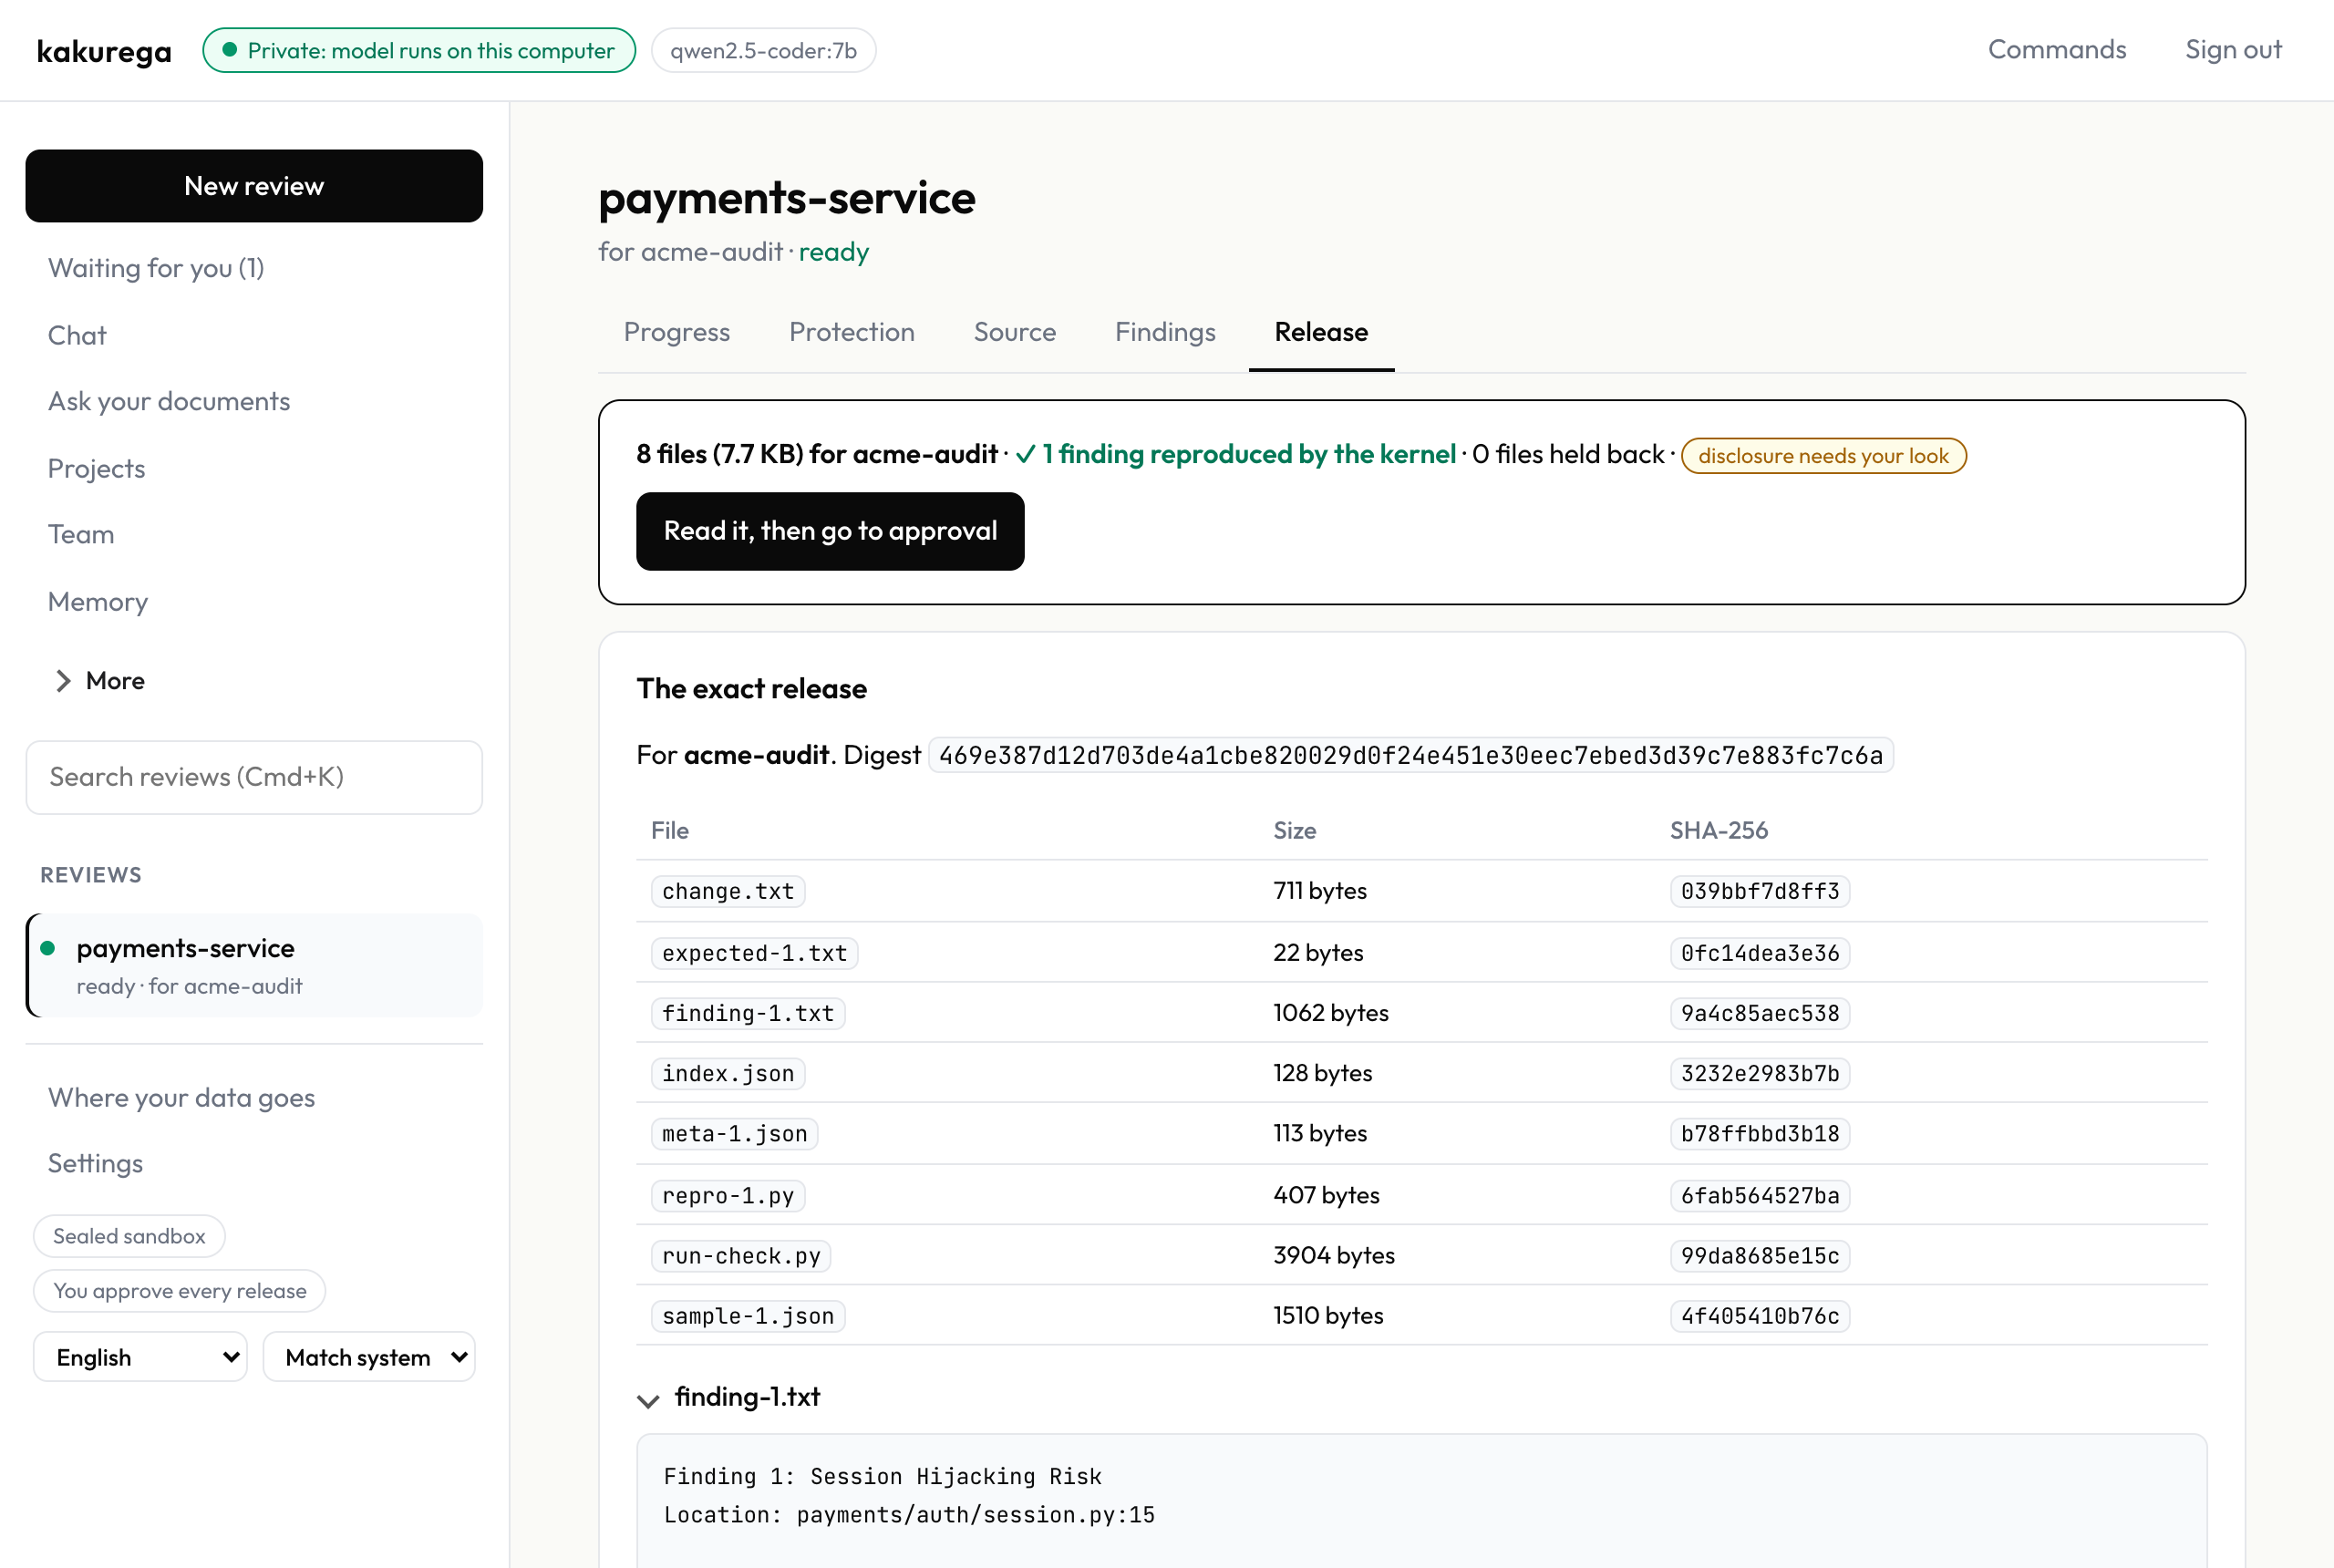 kakurega
Private: model runs on this computer
qwen2.5-coder:7b
Commands
Sign out
New review
Waiting for you (1)
Chat
Ask your documents
Projects
Team
Memory
More
Search reviews (Cmd+K)
REVIEWS
payments-service
ready · for acme-audit
Where your data goes
Settings
Sealed sandbox
You approve every release
English
Match system
payments-service
for acme-audit · ready
Progress
Protection
Source
Findings
Release
8 files (7.7 KB) for acme-audit · ✓ 1 finding reproduced by the kernel · 0 files held back · disclosure needs your look
Read it, then go to approval
The exact release
For acme-audit. Digest 469e387d12d703de4a1cbe820029d0f24e451e30eec7ebed3d39c7e883fc7c6a
File Size SHA-256
change.txt 711 bytes 039bbf7d8ff3
expected-1.txt 22 bytes 0fc14dea3e36
finding-1.txt 1062 bytes 9a4c85aec538
index.json 128 bytes 3232e2983b7b
meta-1.json 113 bytes b78ffbbd3b18
repro-1.py 407 bytes 6fab564527ba
run-check.py 3904 bytes 99da8685e15c
sample-1.json 1510 bytes 4f405410b76c
finding-1.txt
Finding 1: Session Hijacking Risk
Location: payments/auth/session.py:15